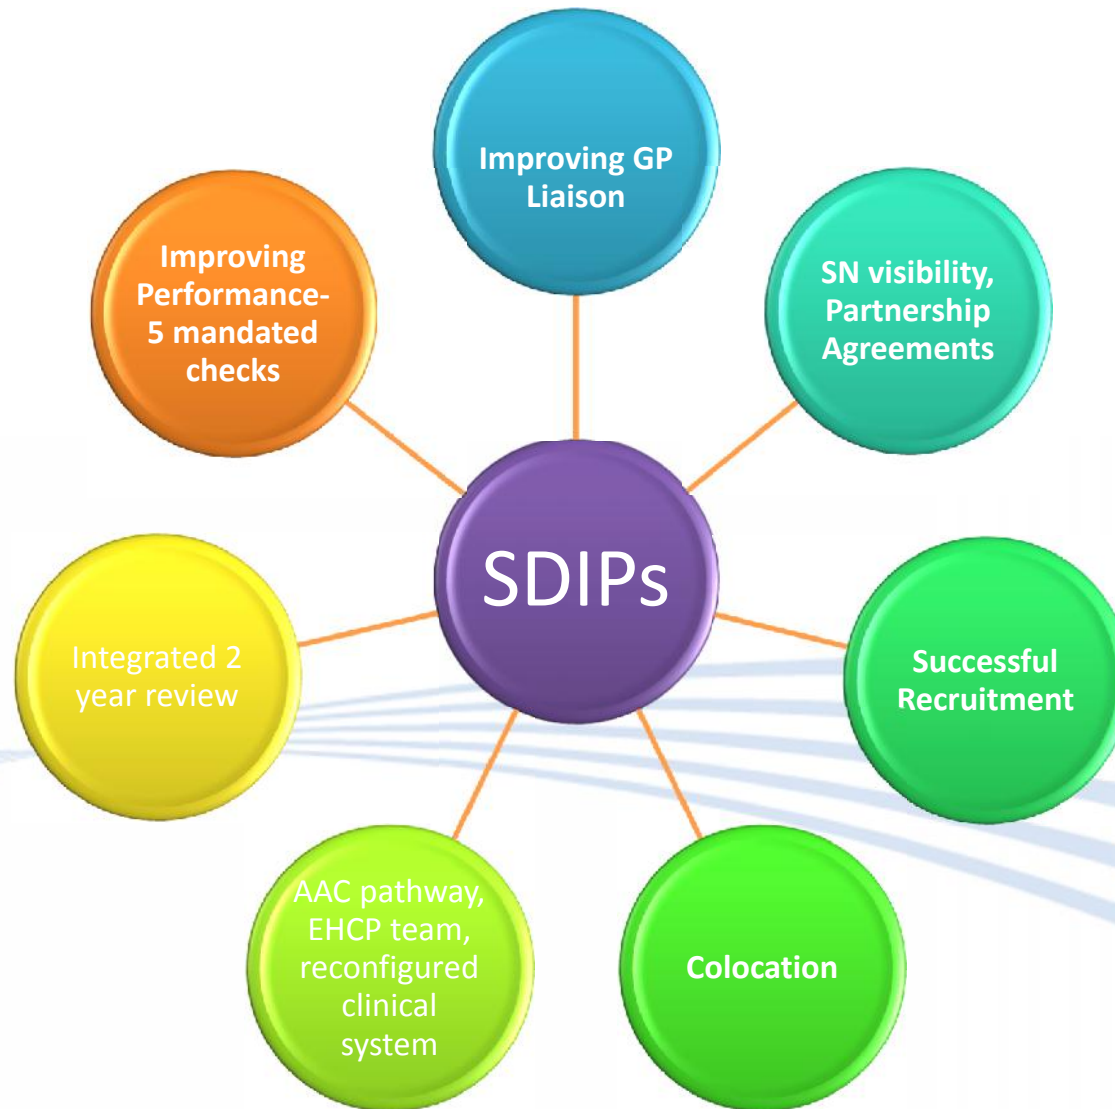 Improving GP
Liaison
SN visibility,
Partnership
Agreements
Successful
Recruitment
Colocation
AAC pathway,
EHCP team,
reconfigured
clinical
system
Integrated 2
year review
Improving
Performance-
5 mandated
checks
SDIPs